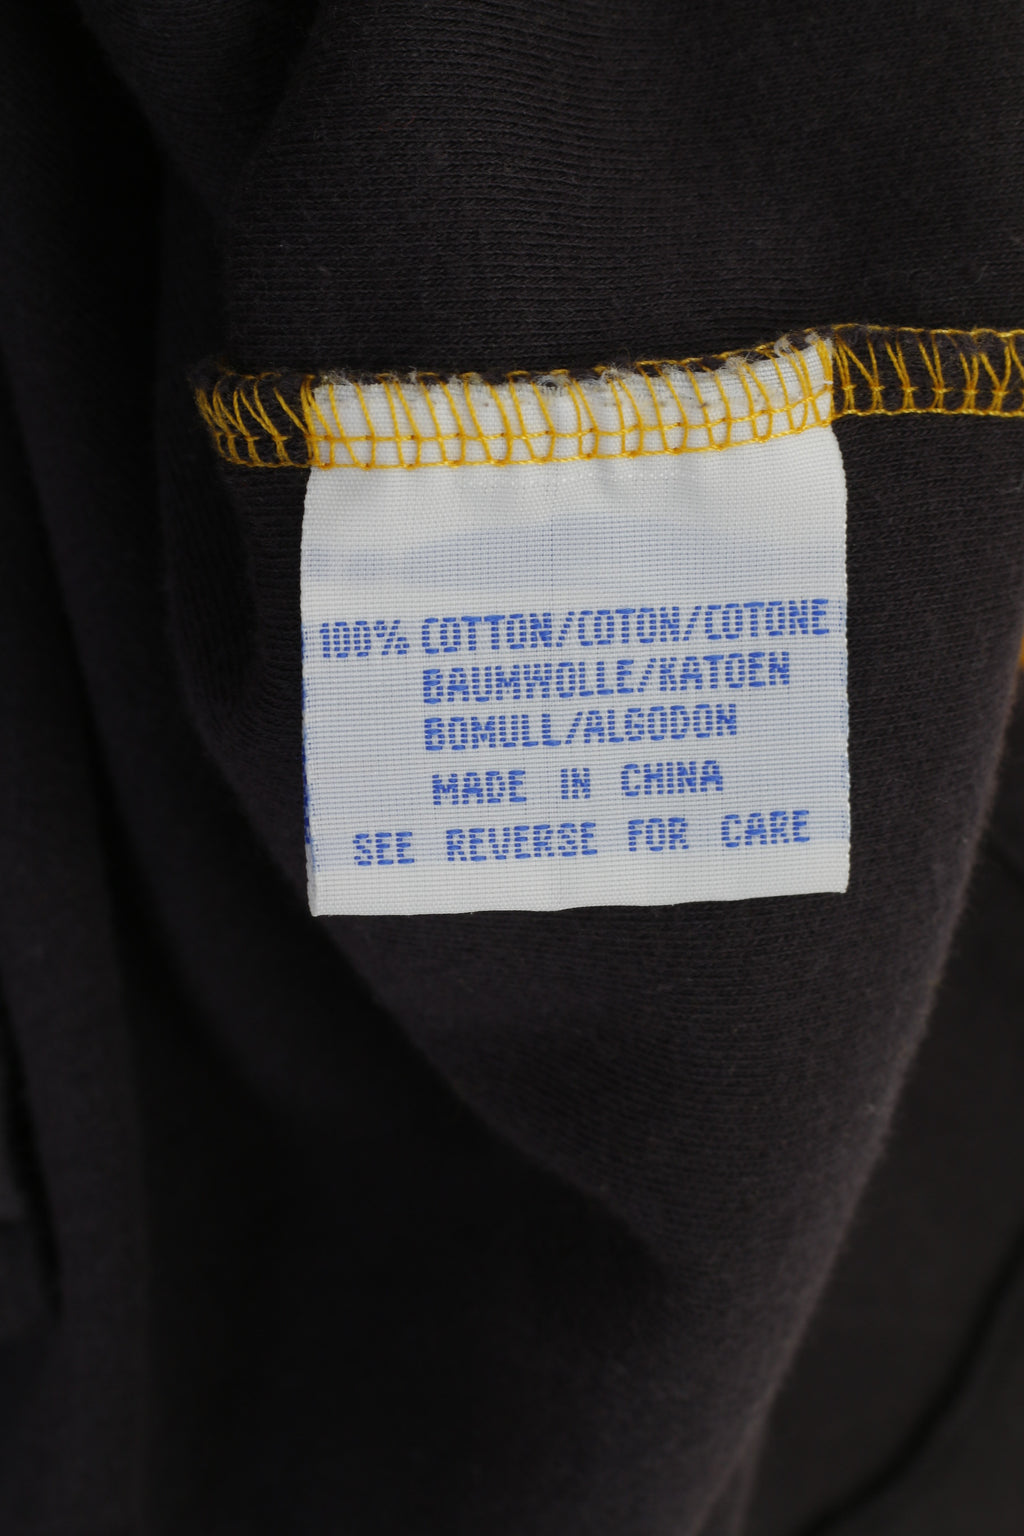 100% COTTON/COTON/COTONE
BAUMWOLLE/KATOEN
BOMULL/ALGODON
MADE IN CHINA
SEE REVERSE FOR CARE